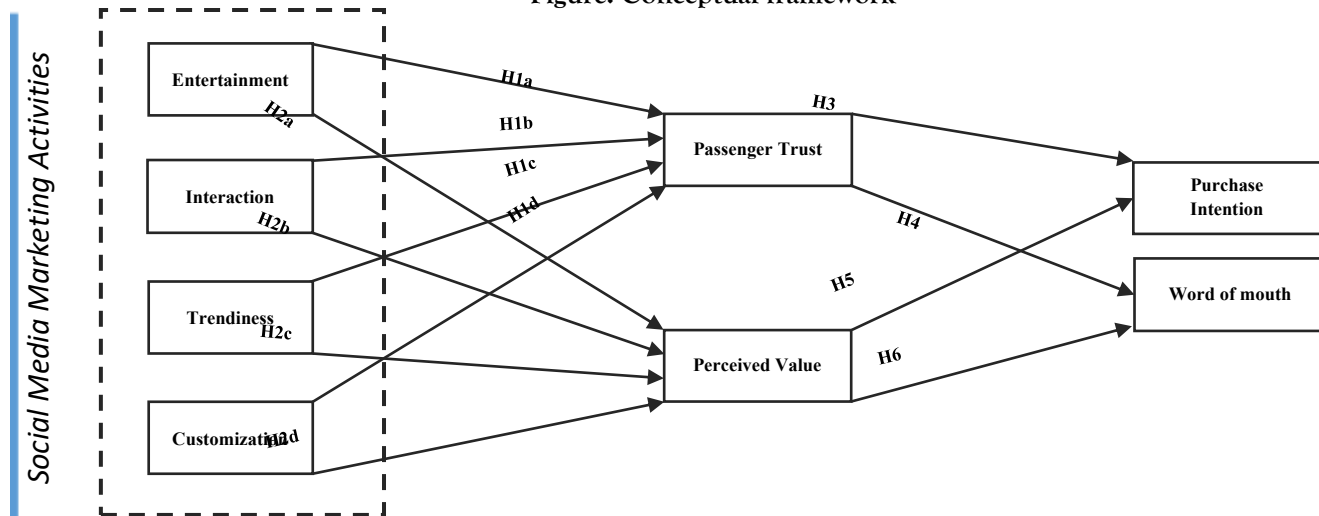 Figure. Conceptual framework
Social Media Marketing Activities
Entertainment
H2a
Interaction
H2b
Trendiness
H2c
Customization
H2d
H1a
H1b
H1c
H1d
Passenger Trust
Perceived Value
H3
H4
H5
H6
Purchase
Intention
Word of mouth